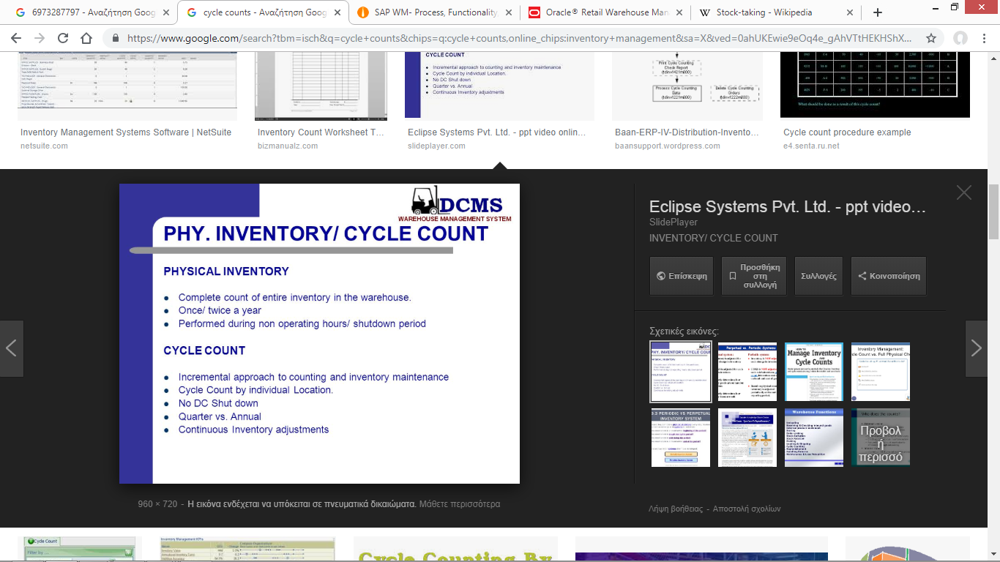 6973287797 - Αναζήτηση Goog
cycle counts - Αναζήτηση Goog
SAP WM- Process, Functionality,
Oracle® Retail Warehouse Man
Stock-taking - Wikipedia
https://www.google.com/search?tbm=isch&q=cycle+counts&chips=q:cycle+counts,online_chips:inventory+management&sa=X&ved=0ahUKEwie9eOq4e_gAhVTtHEKHShX...
CYCLE COUNT
Incremental approach to counting and inventory maintenance
Cycle Count by individual Location.
No DC Shut down
Quarter vs. Annual
Continuous Inventory adjustments
Print Cycle Counting
Check Report
Process Cycle Counting
Data
Delete Cycle Counting
Orders
What should be done as a result of this cycle count?
Inventory Management Systems Software | NetSuite
netsuite.com
Inventory Count Worksheet T...
bizmanualz.com
Eclipse Systems Pvt. Ltd. - ppt video onlin...
slideplayer.com
Baan-ERP-IV-Distribution-Invento...
baansupport.wordpress.com
Cycle count procedure example
e4.senta.ru.net
DCMS
WAREHOUSE MANAGEMENT SYSTEM
PHY. INVENTORY/ CYCLE COUNT
PHYSICAL INVENTORY
Complete count of entire inventory in the warehouse.
Once/ twice a year
Performed during non operating hours/ shutdown period
CYCLE COUNT
Incremental approach to counting and inventory maintenance
Cycle Count by individual Location.
No DC Shut down
Quarter vs. Annual
Continuous Inventory adjustments
960 × 720 - Η εικόνα ενδέχεται να υπόκειται σε πνευματικά δικαιώματα. Μάθετε περισσότερα
Eclipse Systems Pvt. Ltd. - ppt video…
SlidePlayer
INVENTORY/ CYCLE COUNT
Επίσκεψη
Προσθήκη
στη
συλλογή
Συλλογές
Κοινοποίηση
Σχετικές εικόνες:
PHY. INVENTORY/ CYCLE COUN
Perpetual vs. Periodic Systems
Manage Inventory
Cycle Counts
Inventory Management:
cle Count vs. Full Physical Ch
9.3 PERIODIC VS PERPETUAL
INVENTORY SYSTEM
Warehouse Functions
Προβολ
ή
περισσό
Λήψη βοήθειας - Αποστολή σχολίων
Cycle Count
Filter by ...
Inventory Management KPI's
Cycle Counting By